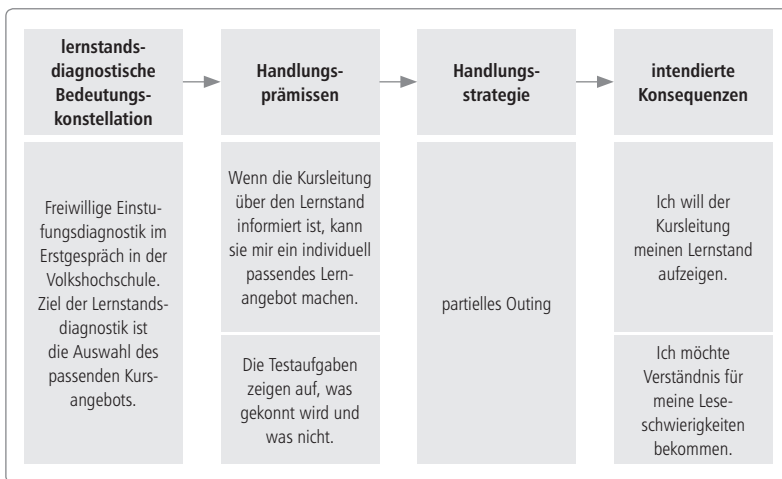 lernstands-
diagnostische
Bedeutungs-
konstellation
Handlungs-
prämissen
Handlungs-
strategie
intendierte
Konsequenzen
Freiwillige Einstu-
fungsdiagnostik im
Erstgespräch in der
Volkshochschule.
Ziel der Lernstands-
diagnostik ist
die Auswahl des
passenden Kurs-
angebots.
Wenn die Kursleitung
über den Lernstand
informiert ist, kann
sie mir ein individuell
passendes Lern-
angebot machen.
Die Testaufgaben
zeigen auf, was
gekonnt wird und
was nicht.
partielles Outing
Ich will der
Kursleitung
meinen Lernstand
aufzeigen.
Ich möchte
Verständnis für
meine Lese-
schwierigkeiten
bekommen.